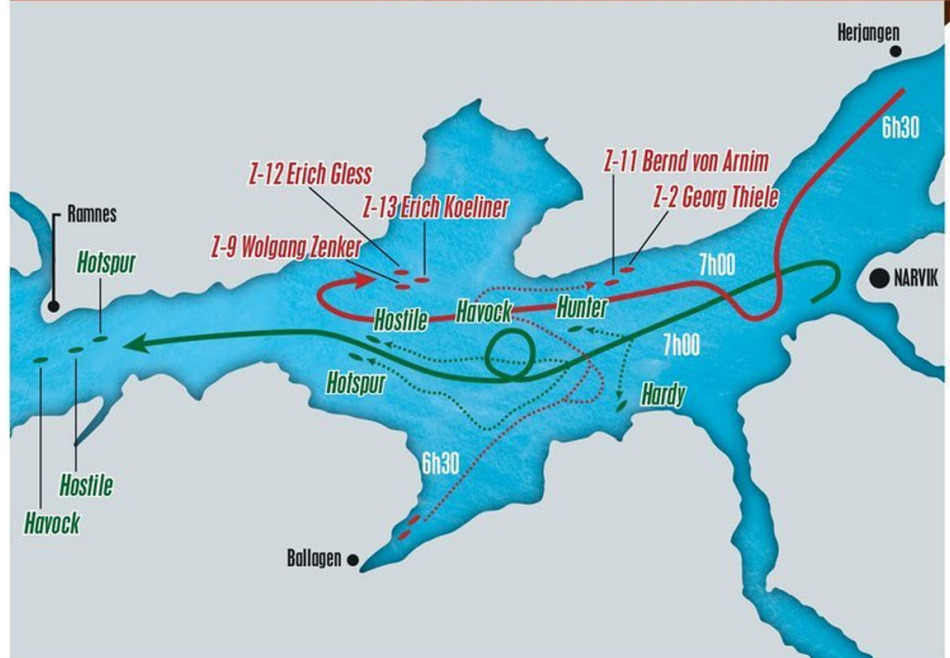 Herjangen
6h30
Z-12 Erich Gless
Z-11 Bernd von Arnim
Z-2 Georg Thiele
Z-13 Erich Koeliner
Ramnes
Z-9 Wolgang Zenker
Hotspur
7h00
NARVIK
Hostile
Havock
Hunter
7h00
Hotspur
Hardy
6h30
Hostile
Havock
Ballagen